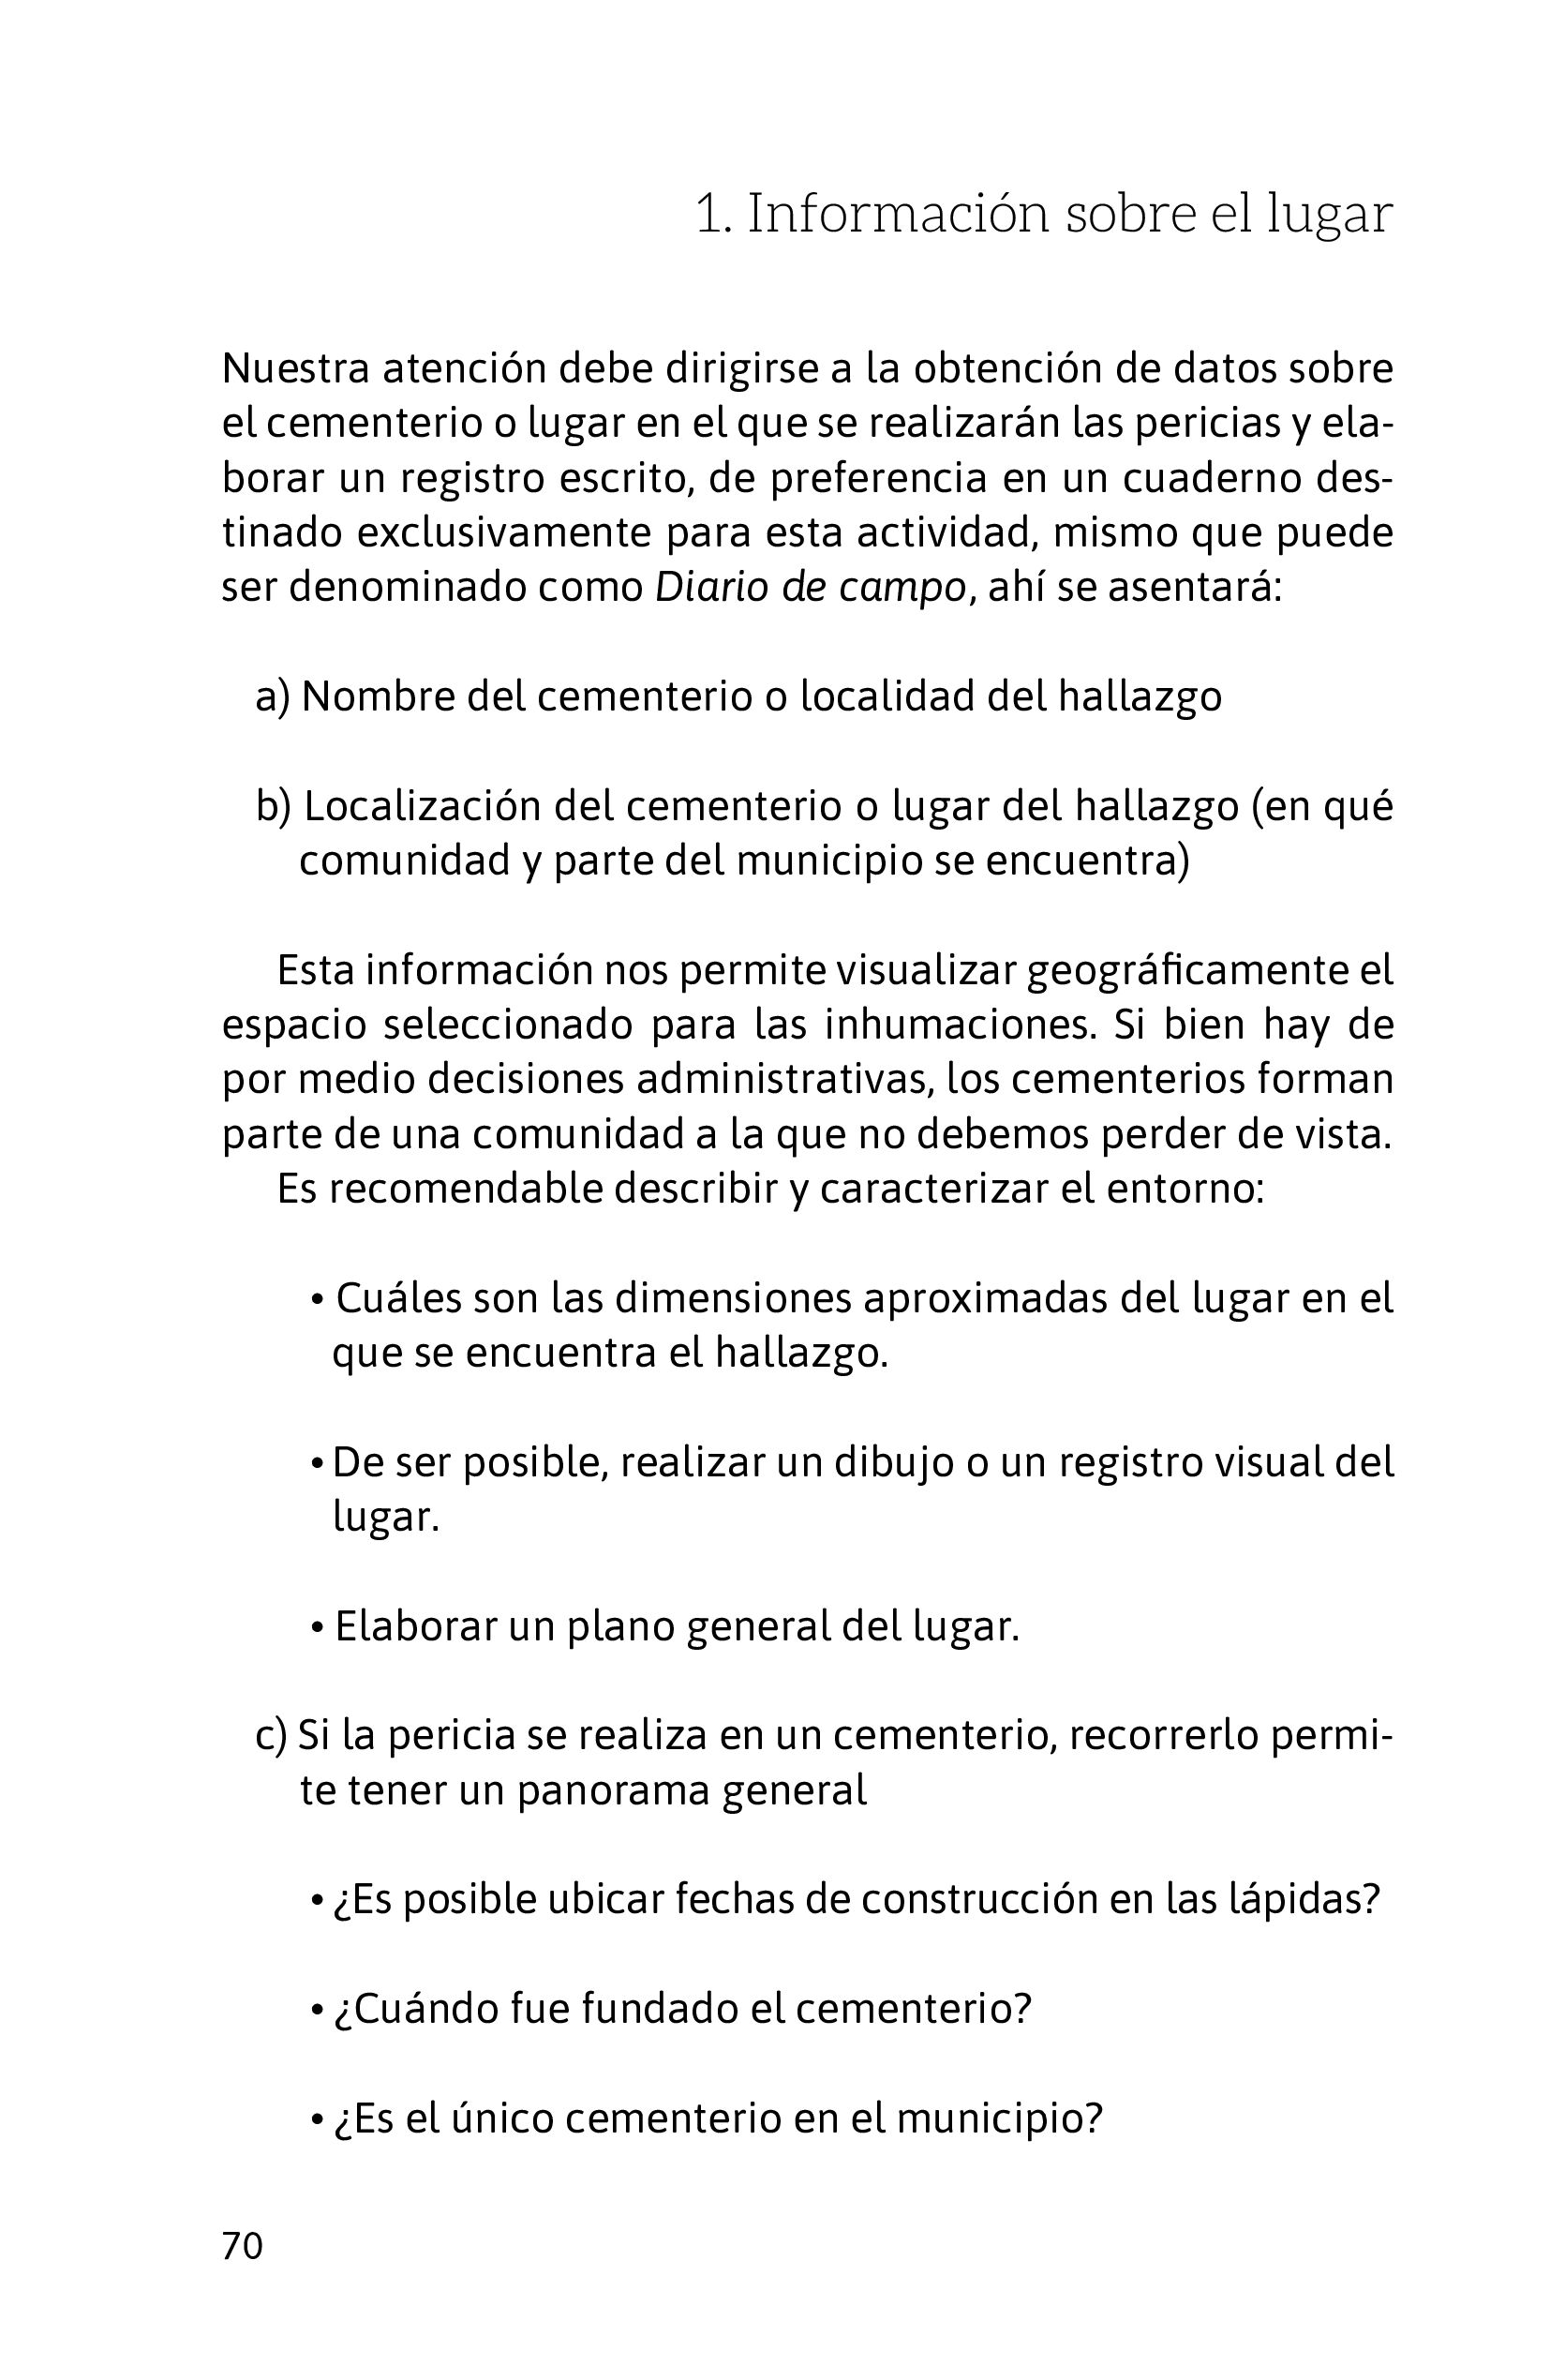 1. Información sobre el lugar
Nuestra atención debe dirigirse a la obtención de datos sobre
el cementerio o lugar en el que se realizarán las pericias y ela-
borar un registro escrito, de preferencia en un cuaderno des-
tinado exclusivamente para esta actividad, mismo que puede
ser denominado como Diario de campo, ahí se asentará:
a) Nombre del cementerio o localidad del hallazgo
b) Localización del cementerio o lugar del hallazgo (en qué
comunidad y parte del municipio se encuentra)
Esta información nos permite visualizar geográficamente el
espacio seleccionado para las inhumaciones. Si bien hay de
por medio decisiones administrativas, los cementerios forman
parte de una comunidad a la que no debemos perder de vista.
Es recomendable describir y caracterizar el entorno:
• Cuáles son las dimensiones aproximadas del lugar en el
que se encuentra el hallazgo.
• De ser posible, realizar un dibujo o un registro visual del
lugar.
• Elaborar un plano general del lugar.
c) Si la pericia se realiza en un cementerio, recorrerlo permi-
te tener un panorama general
• ¿Es posible ubicar fechas de construcción en las lápidas?
• ¿Cuándo fue fundado el cementerio?
• ¿Es el único cementerio en el municipio?
70